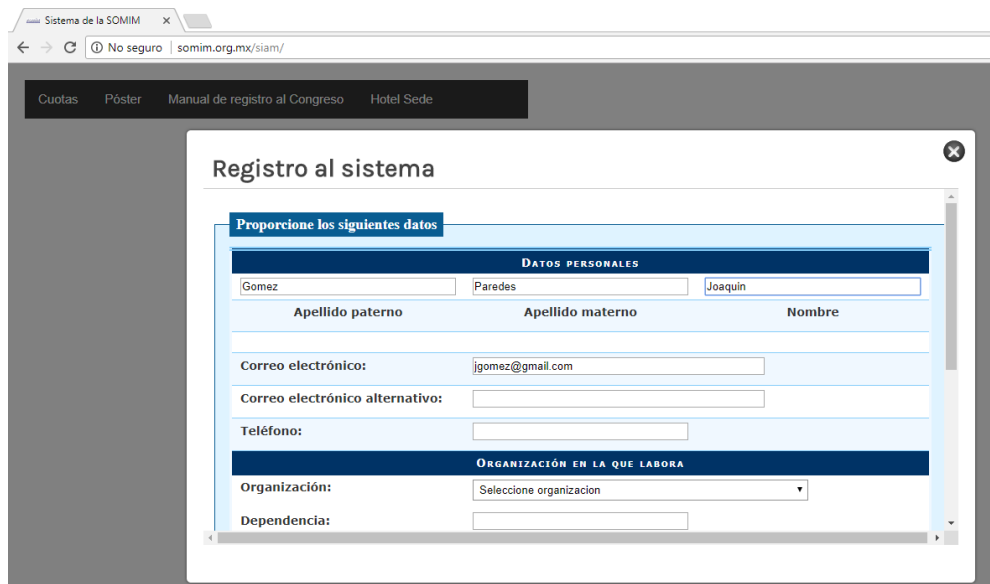 Sistema de la SOMIM
No seguro | somim.org.mx/siam/
Cuotas Póster Manual de registro al Congreso Hotel Sede
Registro al sistema
Proporcione los siguientes datos
DATOS PERSONALES
Gomez Paredes Joaquin
Apellido paterno Apellido materno Nombre
Correo electrónico: jgomez@gmail.com
Correo electrónico alternativo:
Teléfono:
ORGANIZACIÓN EN LA QUE LABORA
Organización: Seleccione organizacion
Dependencia: